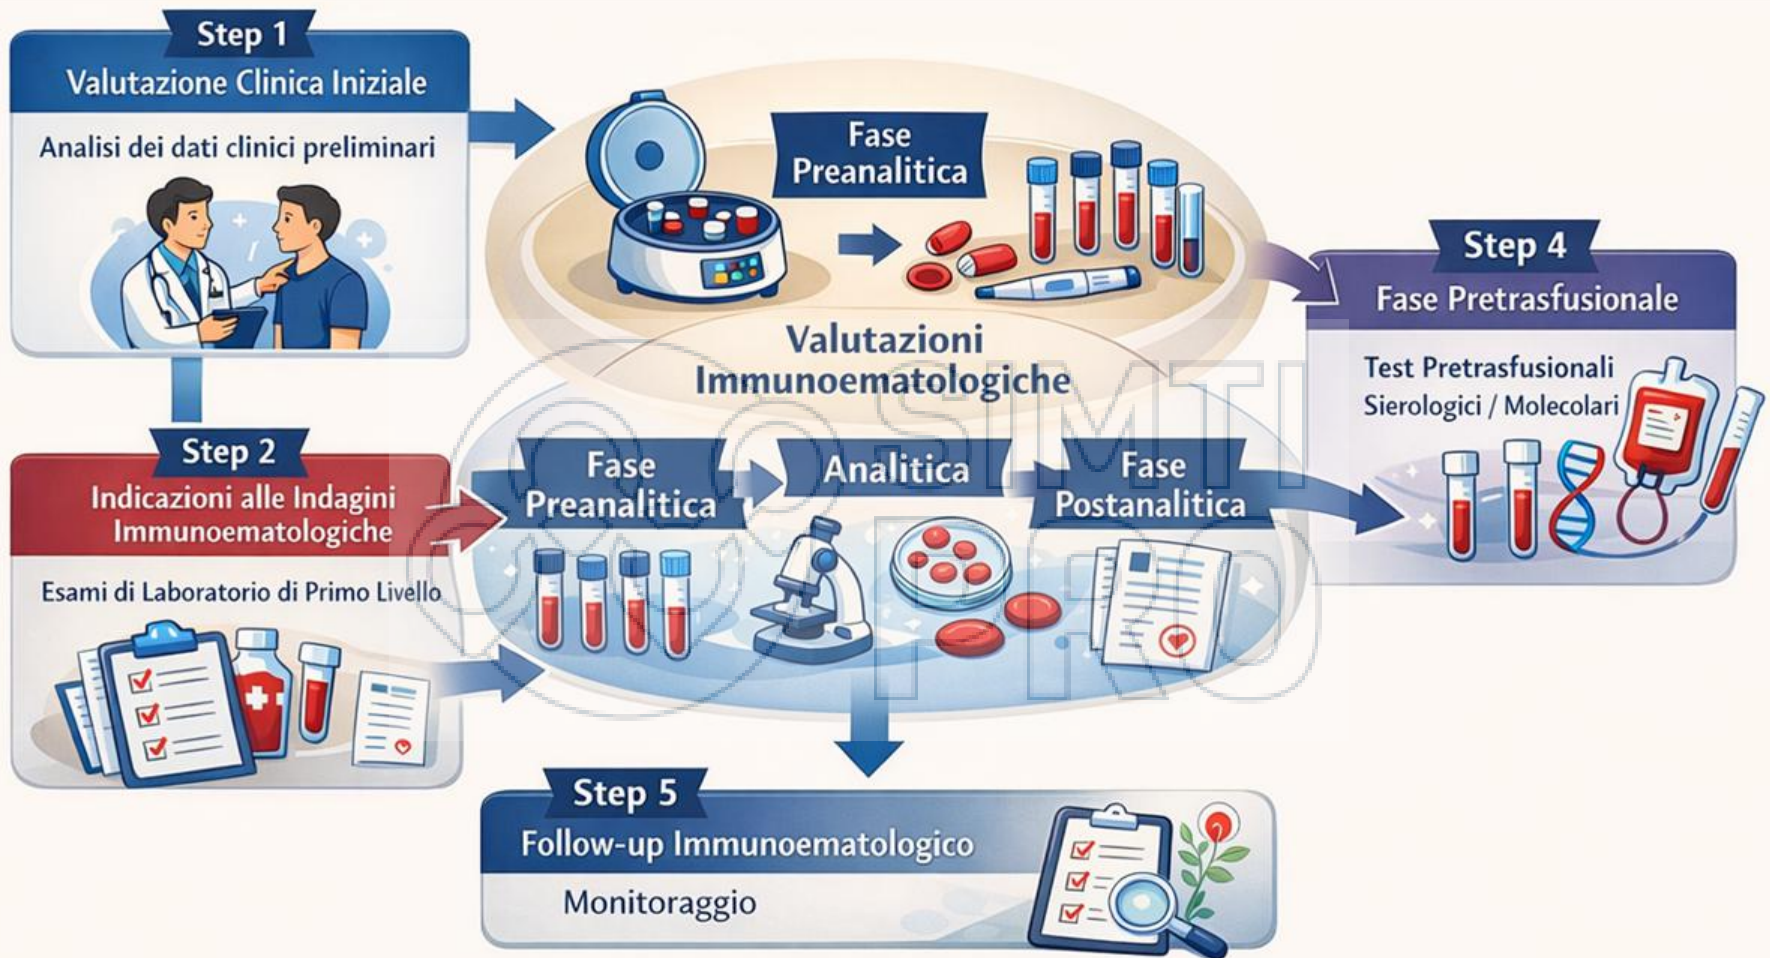 Step 1
Valutazione Clinica Iniziale
Analisi dei dati clinici preliminari
Fase
Preanalitica
Valutazioni
Immunoematologiche
Step 2
Indicazioni alle Indagini
Immunoematologiche
Esami di Laboratorio di Primo Livello
Fase
Preanalitica
Analitica
Fase
Postanalitica
Step 4
Fase Pretrasfusionale
Test Pretrasfusionali
Sierologici / Molecolari
Step 5
Follow-up Immunoematologico
Monitoraggio
SIMTI
PRO